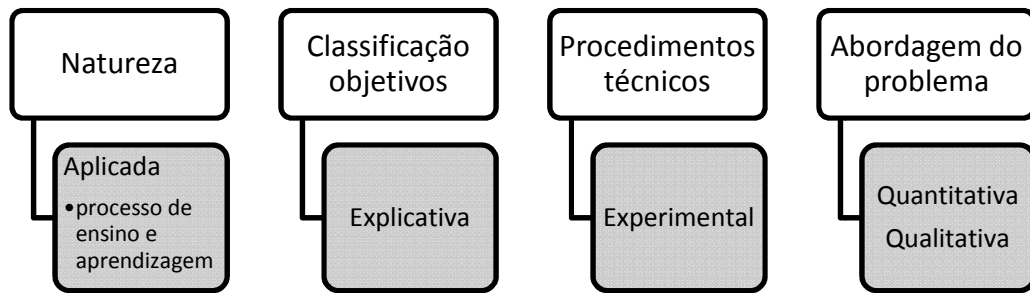 Natureza
Aplicada
•processo de
ensino e
aprendizagem
Classificação
objetivos
Explicativa
Procedimentos
técnicos
Experimental
Abordagem do
problema
Quantitativa
Qualitativa